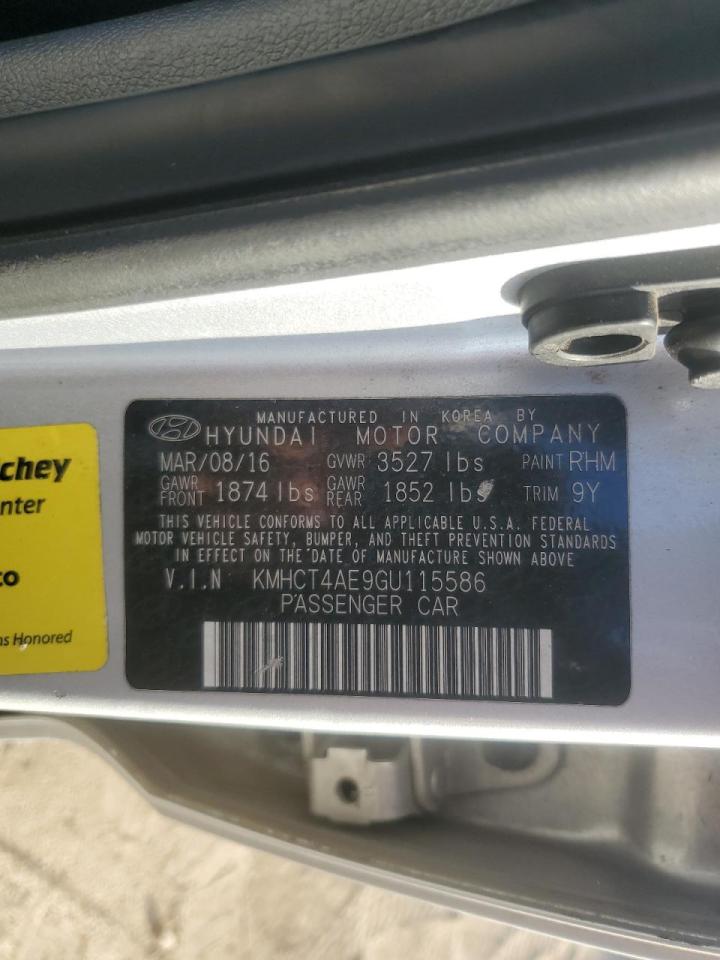 MANUFACTURED IN KOREA BY
HYUNDAI MOTOR COMPANY
MAR/08/16 GVWR 3527 lbs PAINT RHM
GAWR FRONT 1874 lbs GAWR REAR 1852 lbs TRIM 9Y
THIS VEHICLE CONFORMS TO ALL APPLICABLE U.S.A. FEDERAL
MOTOR VEHICLE SAFETY, BUMPER, AND THEFT PREVENTION STANDARDS
IN EFFECT ON THE DATE OF MANUFACTURE SHOWN ABOVE
V.I.N KMHCT4AE9GU115586
PASSENGER CAR
chey
nter
to
ns Honored